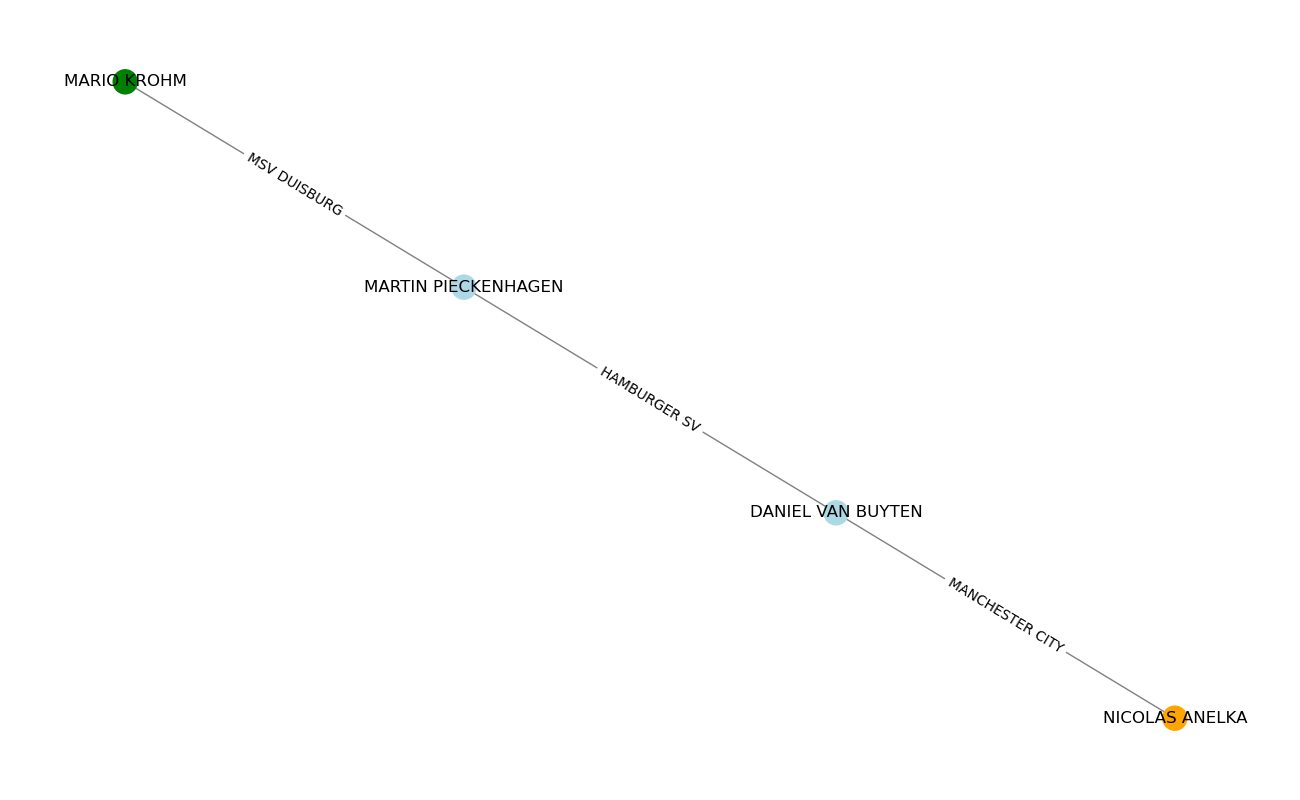 MARIO KROHM
MSV DUISBURG
MARTIN PIECKENHAGEN
HAMBURGER SV
DANIEL VAN BUYTEN
MANCHESTER CITY
NICOLAS ANELKA